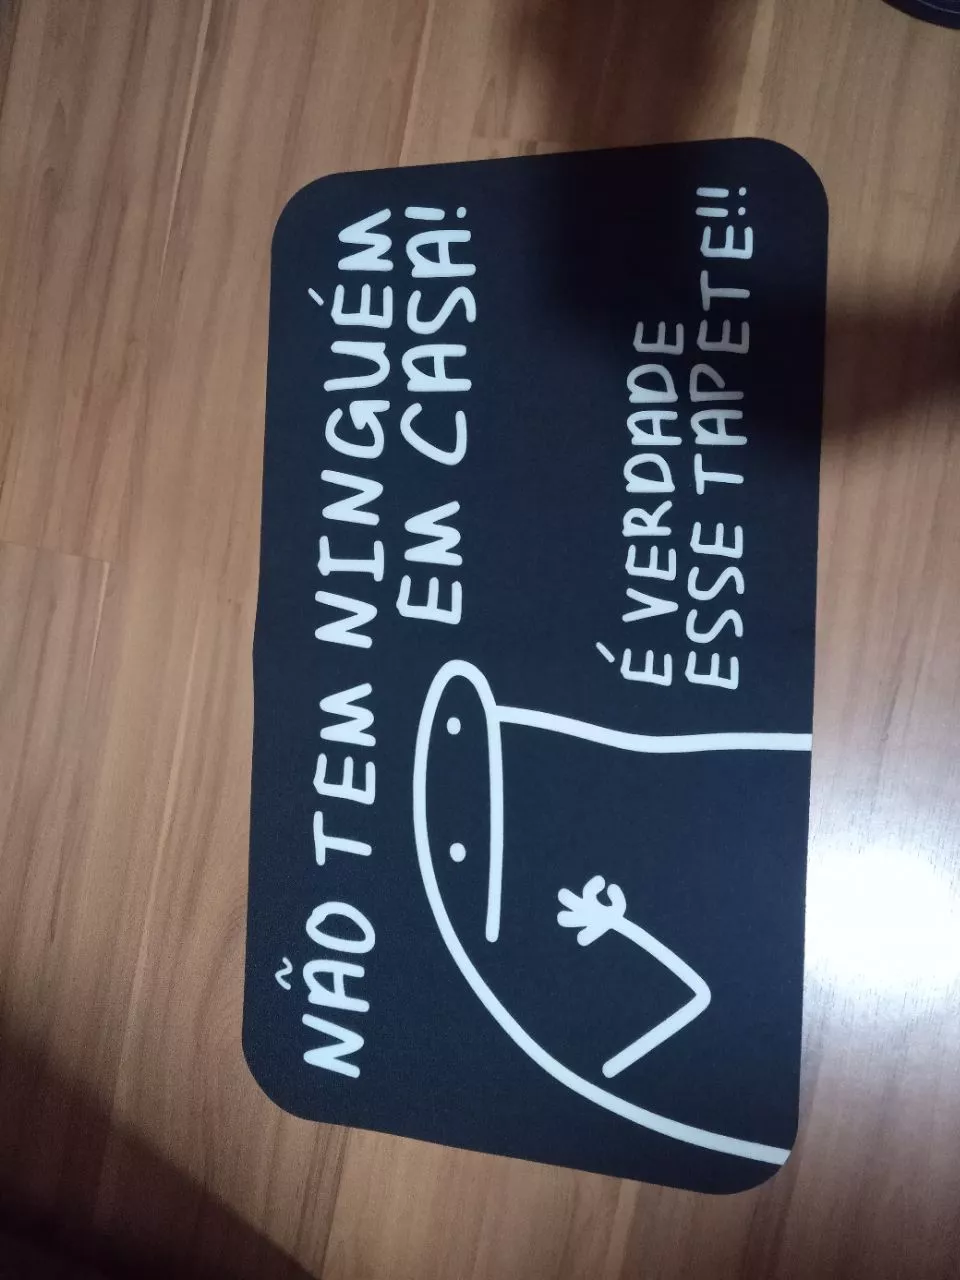 NÃO TEM NINGUÉM
EM CASA!
É VERDADE
ESSE TAPETE!!